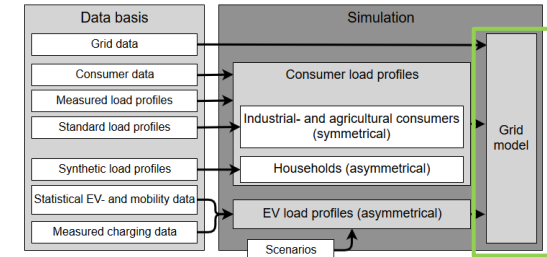 Data basis
Simulation
Grid data
Consumer data
Measured load profiles
Standard load profiles
Synthetic load profiles
Statistical EV- and mobility data
Measured charging data
Consumer load profiles
Industrial- and agricultural consumers
(symmetrical)
Households (asymmetrical)
EV load profiles (asymmetrical)
Scenarios
Grid
model